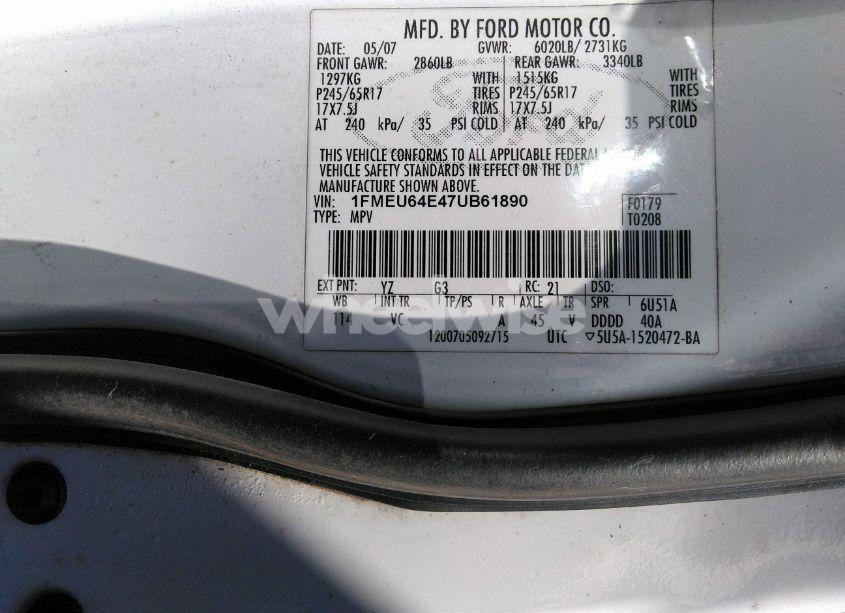 MFD. BY FORD MOTOR CO.
DATE: 05/07 GVWR: 6020LB/ 2731KG
FRONT GAWR: 2860LB REAR GAWR: 3340LB
1297KG WITH 1515KG WITH
P245/65R17 TIRES P245/65R17 TIRES
17X7.5J RIMS 17X7.5J RIMS
AT 240 kPa/ 35 PSI COLD AT 240 kPa/ 35 PSI COLD
THIS VEHICLE CONFORMS TO ALL APPLICABLE FEDERAL
VEHICLE SAFETY STANDARDS IN EFFECT ON THE DATE
MANUFACTURE SHOWN ABOVE.
VIN: 1FMEU64E47UB61890 F0179
TYPE: MPV T0208
EXT PNT: YZ G3 RC: 21 DSO:
WB INT TR TP/PS R AXLE TR SPR 6U51A
114 VC A 45 V DDDD 40A
1200705092715 UTC ▽5U5A-1520472-BA
wheelwise